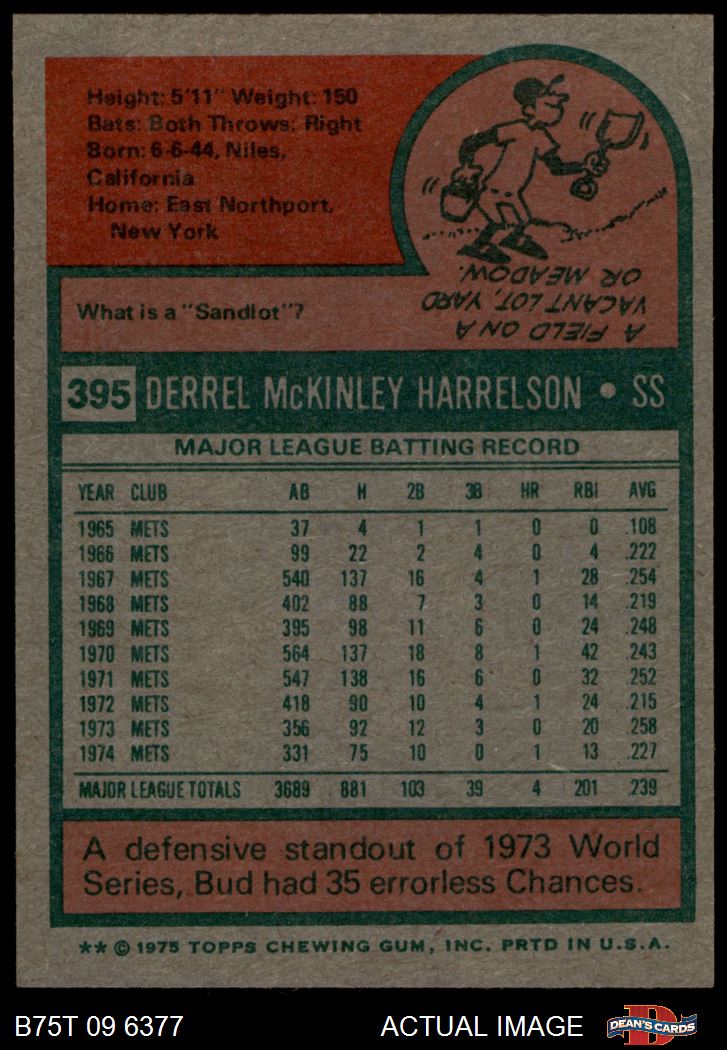 Height: 5'11" Weight: 150
Bats: Both Throws: Right
Born: 6-6-44, Niles,
California
Home: East Northport,
New York
What is a "Sandlot"?
A FIELD ON A
VACANT LOT, YARD
OR MEADOW.
395 DERREL McKINLEY HARRELSON • SS
MAJOR LEAGUE BATTING RECORD
YEAR CLUB AB H 2B 3B HR RBI AVG
1965 METS 37 4 1 1 0 0 .108
1966 METS 99 22 2 4 0 4 .222
1967 METS 540 137 16 4 1 28 .254
1968 METS 402 88 7 3 0 14 .219
1969 METS 395 98 11 6 0 24 .248
1970 METS 564 137 18 8 1 42 .243
1971 METS 547 138 16 6 0 32 .252
1972 METS 418 90 10 4 1 24 .215
1973 METS 356 92 12 3 0 20 .258
1974 METS 331 75 10 0 1 13 .227
MAJOR LEAGUE TOTALS 3689 881 103 39 4 201 .239
A defensive standout of 1973 World
Series, Bud had 35 errorless Chances.
** © 1975 TOPPS CHEWING GUM, INC. PRTD IN U.S.A.
B75T 09 6377 ACTUAL IMAGE
DEAN'S CARDS